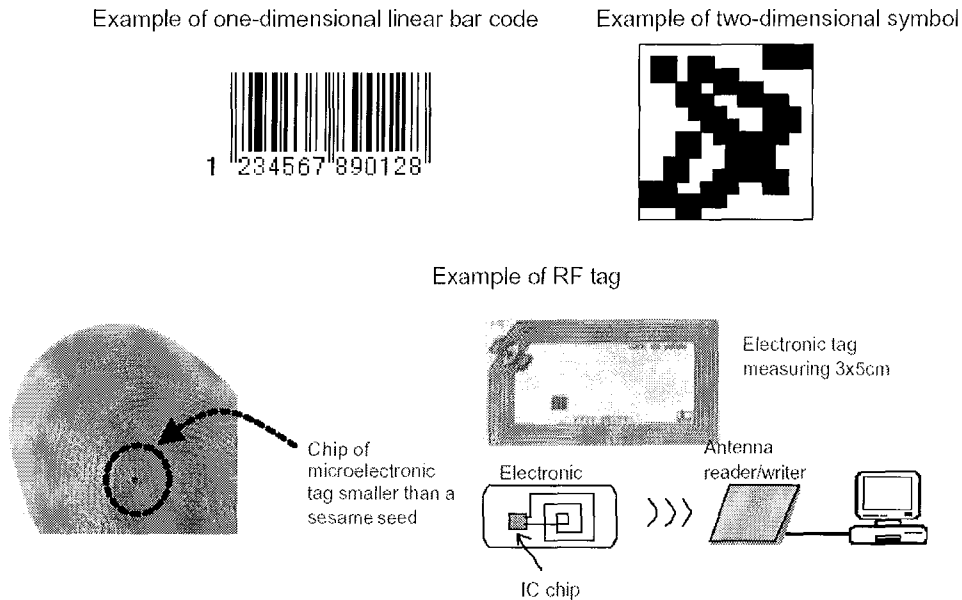 Example of one-dimensional linear bar code
Example of two-dimensional symbol
1 234567 890128
Example of RF tag
Electronic tag
measuring 3x5cm
Chip of
microelectronic
tag smaller than a
sesame seed
Electronic
Antenna
reader/writer
IC chip